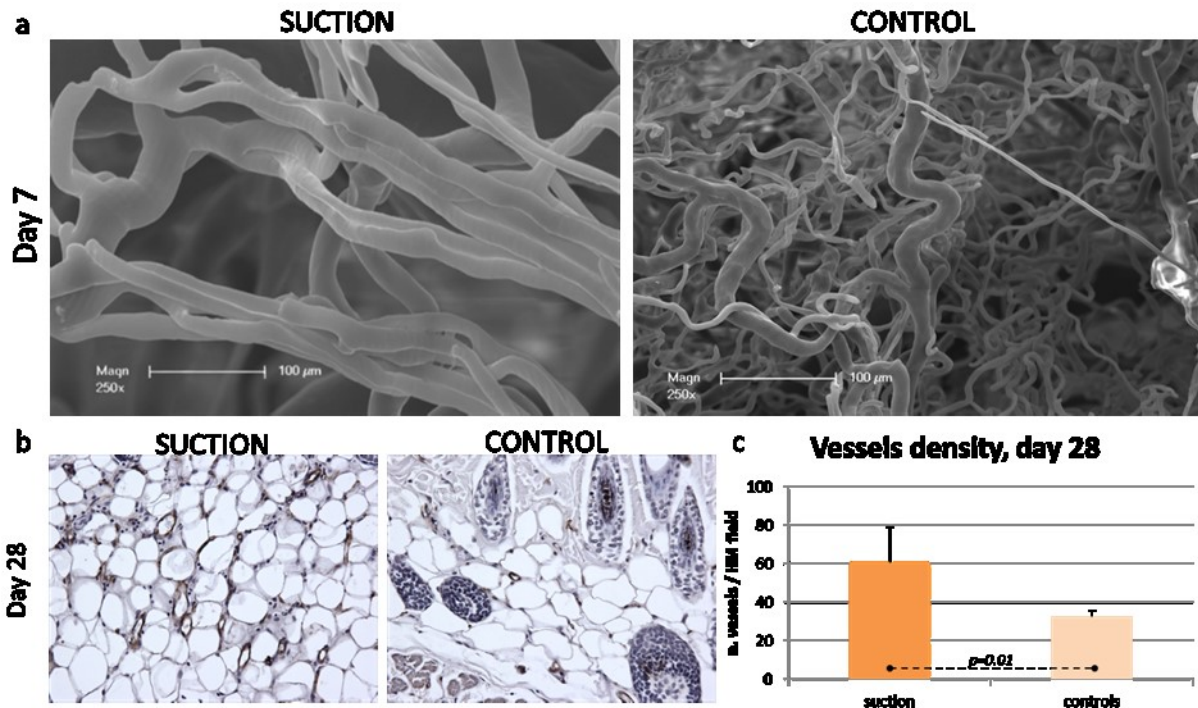 a
SUCTION
CONTROL
Day 7
Magn
250x
100 µm
Magn
250x
100 µm
b
SUCTION
CONTROL
Day 28
c
Vessels density, day 28
n. vessels / HM field
100
80
60
40
20
0
p=0.01
suction
controls